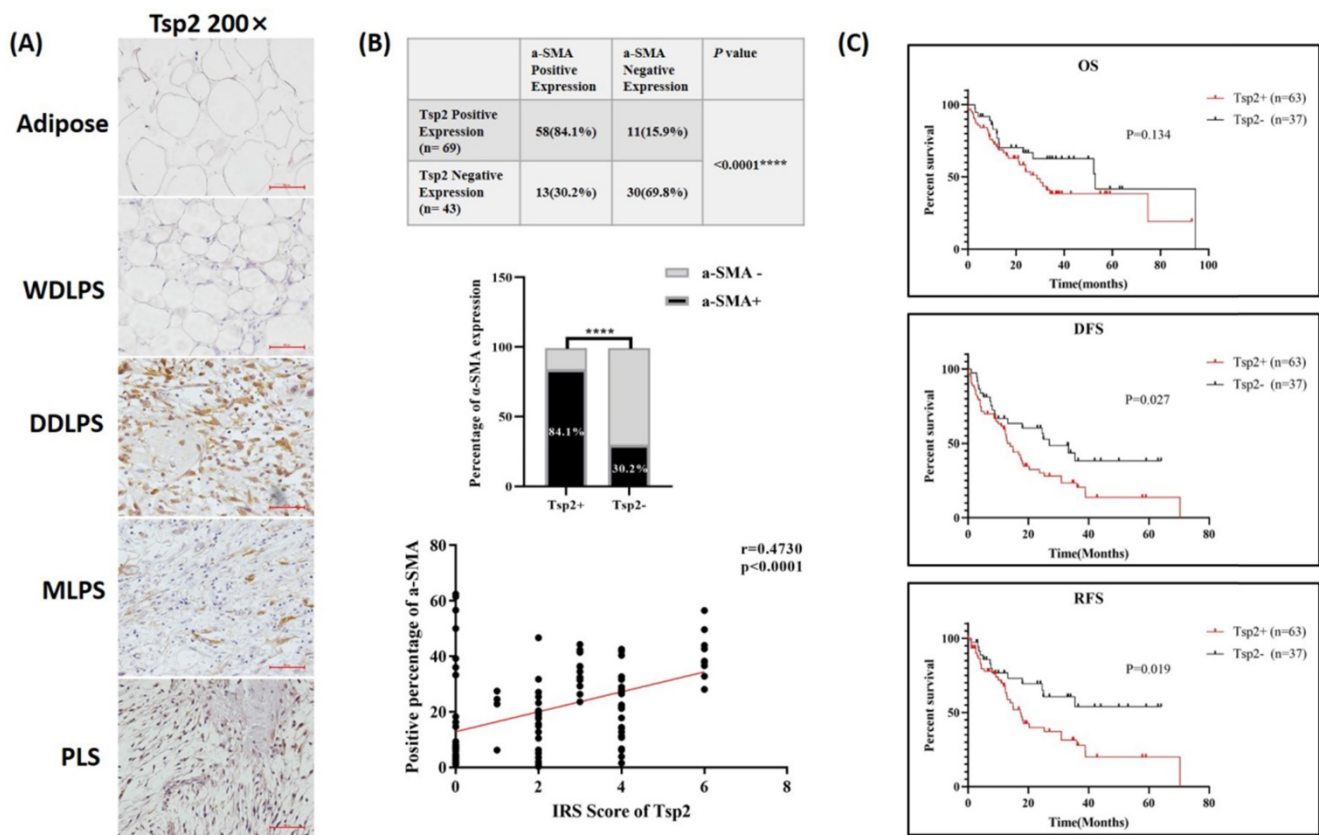 (A)
Tsp2 200×
Adipose
WDLPS
DDLPS
MLPS
PLS
(B)
a-SMA Positive Expression
a-SMA Negative Expression
P value
Tsp2 Positive Expression (n= 69)
58(84.1%)
11(15.9%)
<0.0001****
Tsp2 Negative Expression (n= 43)
13(30.2%)
30(69.8%)
a-SMA -
a-SMA+
Percentage of α-SMA expression
150
100
50
0
****
84.1%
30.2%
Tsp2+
Tsp2-
r=0.4730
p<0.0001
Positive percentage of a-SMA
80
60
40
20
0
0 2 4 6 8
IRS Score of Tsp2
(C)
OS
Tsp2+ (n=63)
Tsp2- (n=37)
P=0.134
Percent survival
100
50
0
0 20 40 60 80 100
Time(months)
DFS
Tsp2+ (n=63)
Tsp2- (n=37)
P=0.027
Percent survival
100
50
0
0 20 40 60 80
Time(Months)
RFS
Tsp2+ (n=63)
Tsp2- (n=37)
P=0.019
Percent survival
100
50
0
0 20 40 60 80
Time(Months)